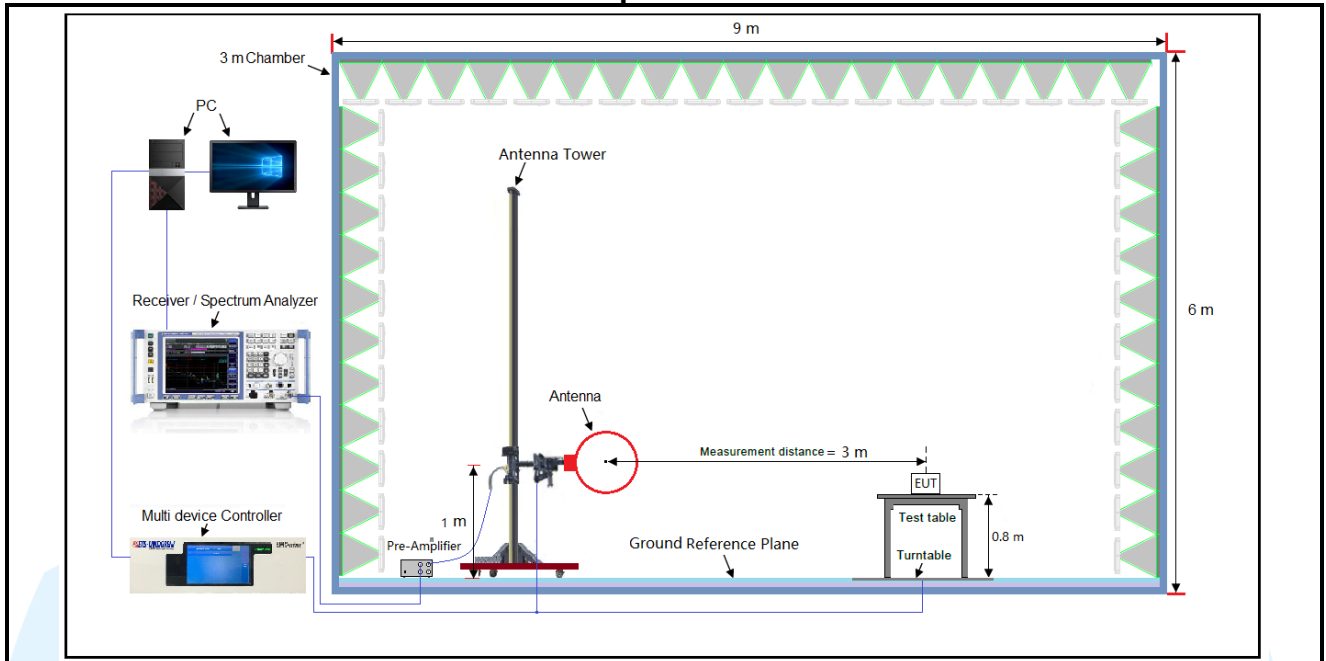 9 m
3 m Chamber
PC
Antenna Tower
6 m
Receiver / Spectrum Analyzer
Antenna
Measurement distance = 3 m
EUT
Multi device Controller
1 m
Test table
Pre-Amplifier
Ground Reference Plane
0.8 m
Turntable